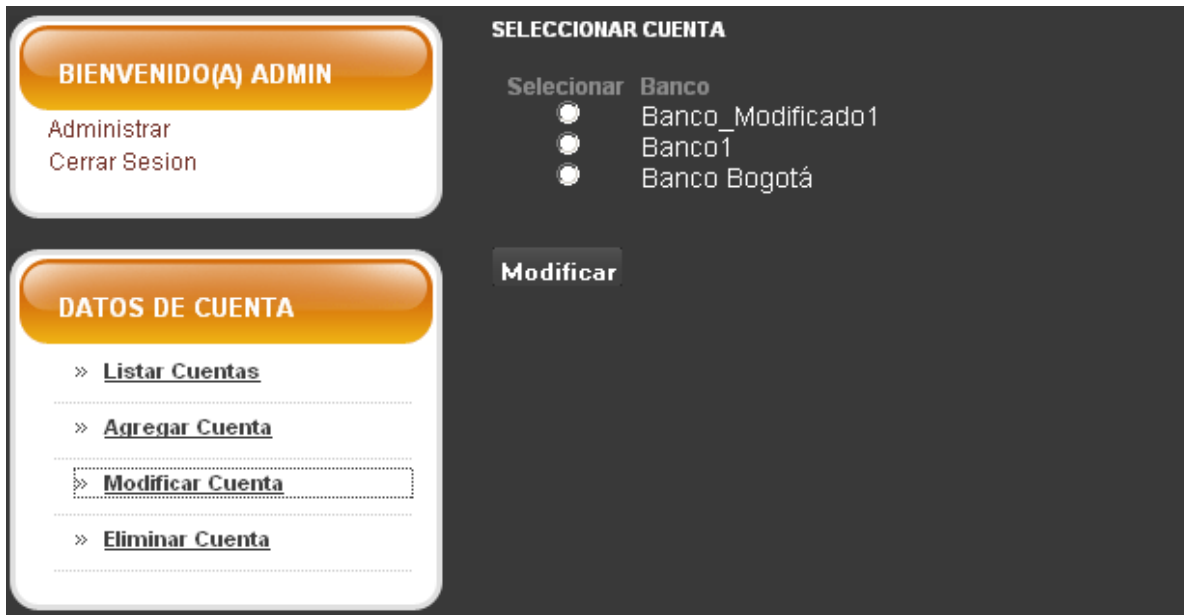 BIENVENIDO(A) ADMIN
Administrar
Cerrar Sesion
DATOS DE CUENTA
» Listar Cuentas
» Agregar Cuenta
» Modificar Cuenta
» Eliminar Cuenta
SELECCIONAR CUENTA
Selecionar Banco
Banco_Modificado1
Banco1
Banco Bogotá
Modificar